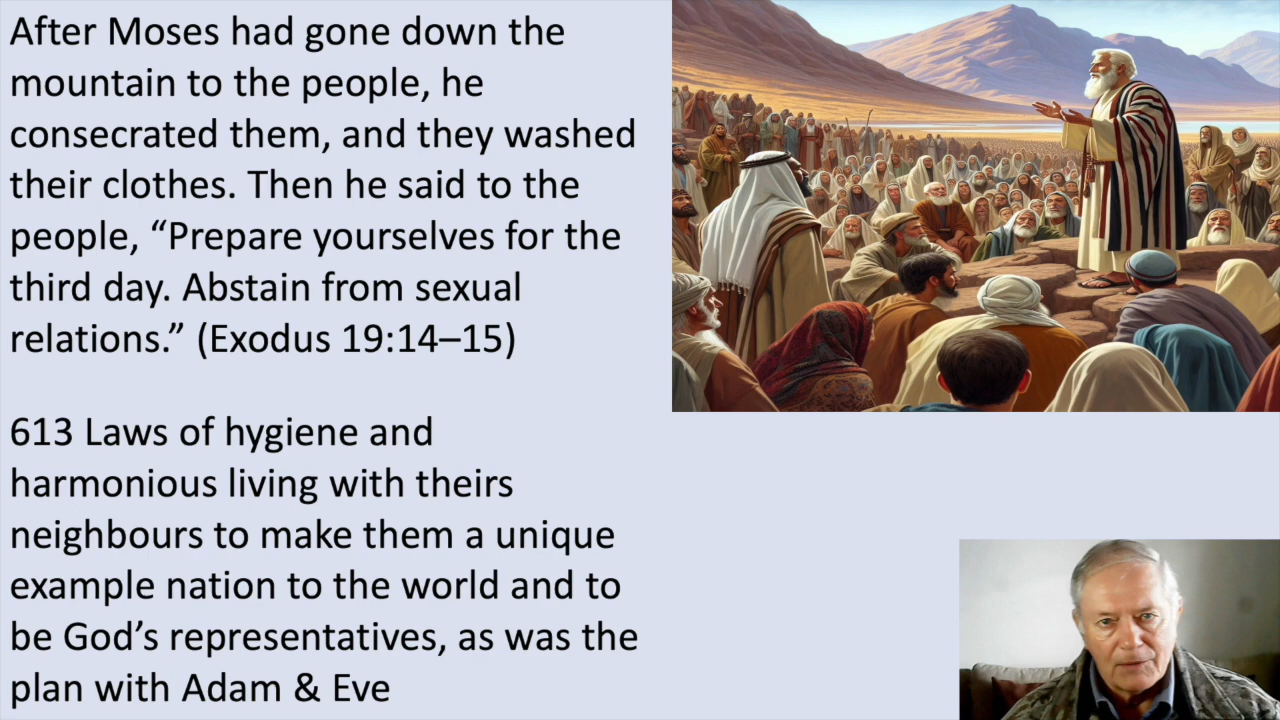 After Moses had gone down the
mountain to the people, he
consecrated them, and they washed
their clothes. Then he said to the
people, “Prepare yourselves for the
third day. Abstain from sexual
relations.” (Exodus 19:14–15)
613 Laws of hygiene and
harmonious living with theirs
neighbours to make them a unique
example nation to the world and to
be God’s representatives, as was the
plan with Adam & Eve